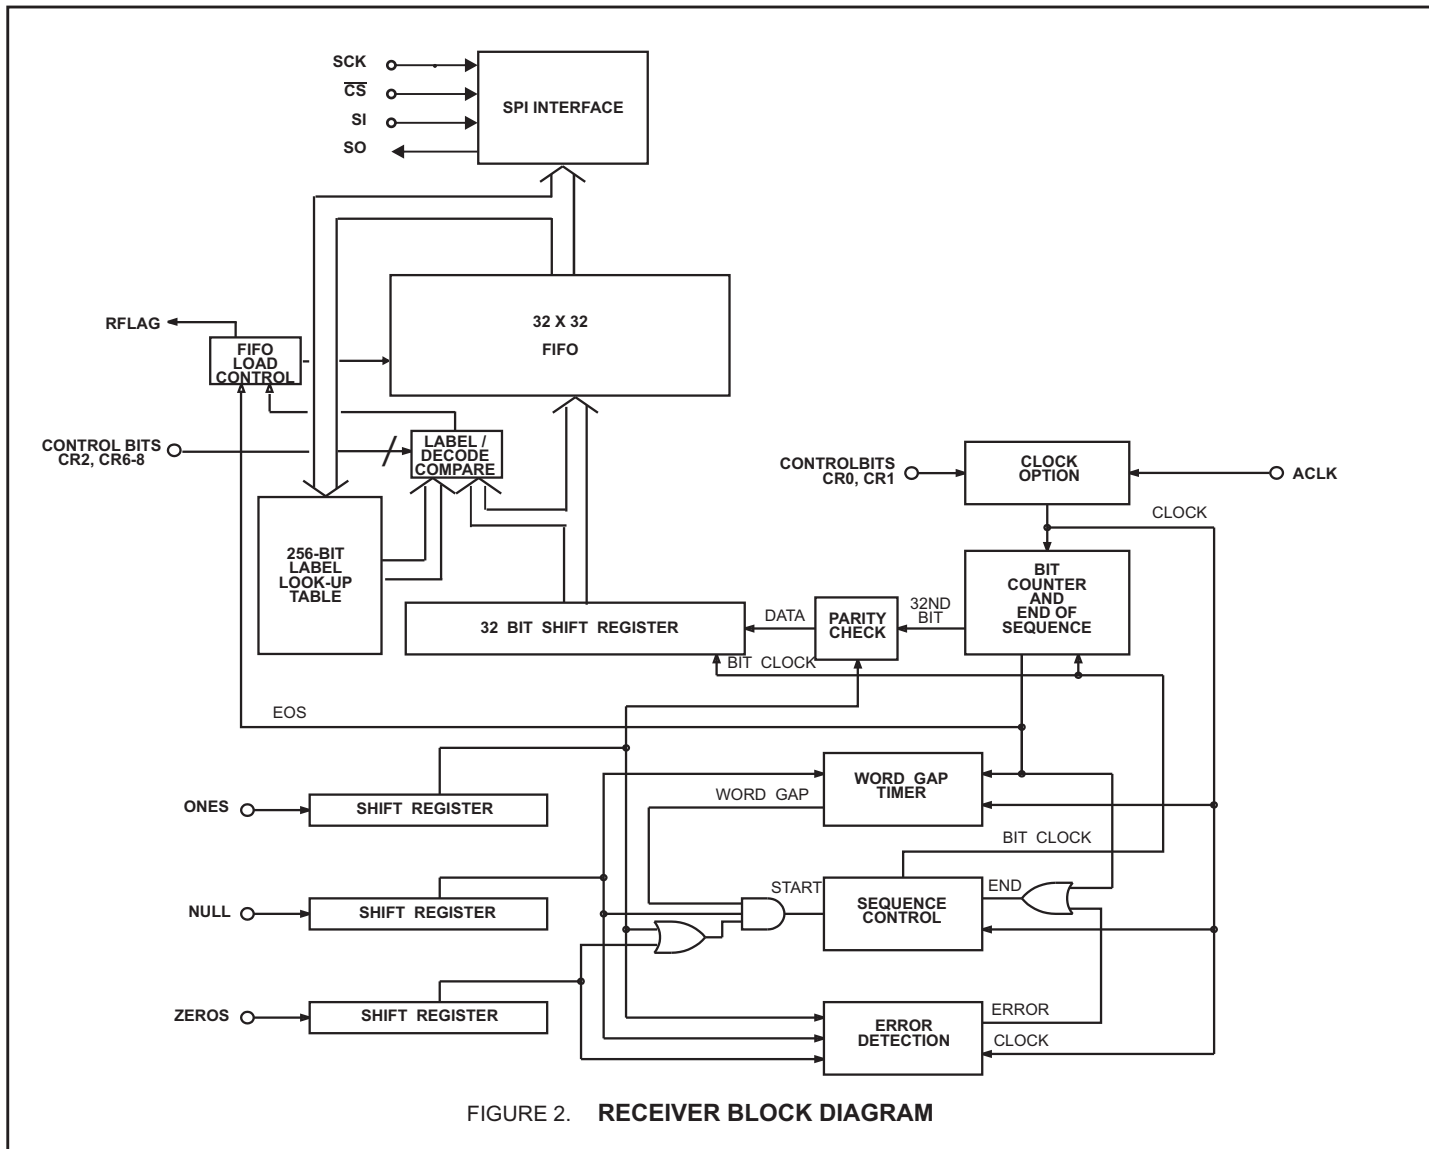 SCK
CS
SI
SO
SPI INTERFACE
32 X 32
FIFO
RFLAG
FIFO
LOAD
CONTROL
CONTROL BITS
CR2, CR6-8
LABEL /
DECODE
COMPARE
CONTROLBITS
CR0, CR1
CLOCK
OPTION
ACLK
CLOCK
256-BIT
LABEL
LOOK-UP
TABLE
BIT
COUNTER
AND
END OF
SEQUENCE
32ND
BIT
PARITY
CHECK
DATA
32 BIT SHIFT REGISTER
BIT CLOCK
EOS
ONES
SHIFT REGISTER
WORD GAP
WORD GAP
TIMER
BIT CLOCK
NULL
SHIFT REGISTER
START
SEQUENCE
CONTROL
END
ZEROS
SHIFT REGISTER
ERROR
DETECTION
ERROR
CLOCK
FIGURE 2. RECEIVER BLOCK DIAGRAM